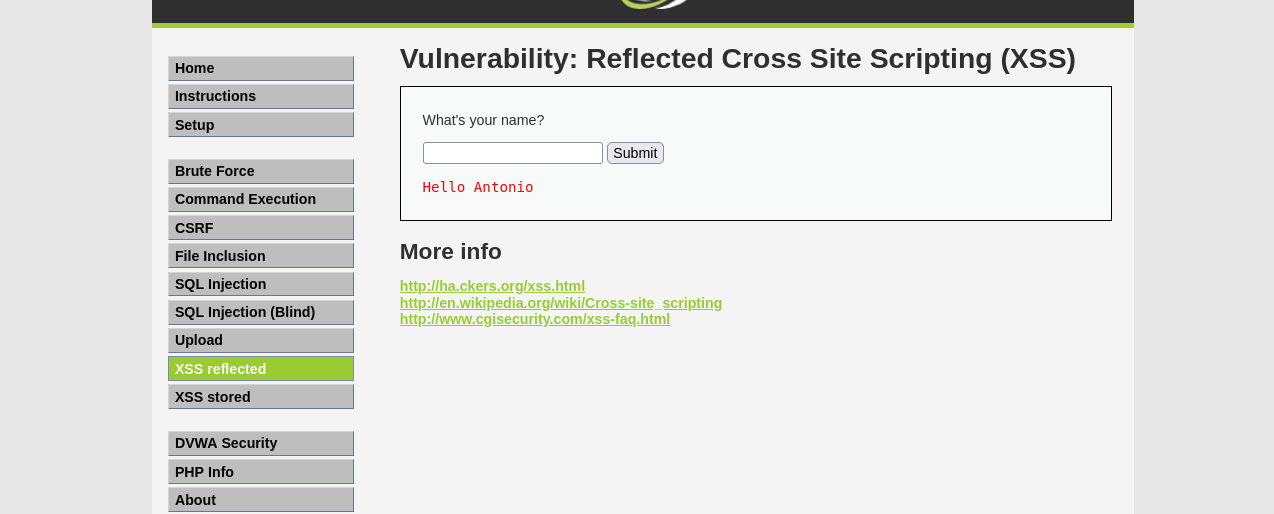 Home
Instructions
Setup
Brute Force
Command Execution
CSRF
File Inclusion
SQL Injection
SQL Injection (Blind)
Upload
XSS reflected
XSS stored
DVWA Security
PHP Info
About
Vulnerability: Reflected Cross Site Scripting (XSS)
What's your name?
Submit
Hello Antonio
More info
http://ha.ckers.org/xss.html
http://en.wikipedia.org/wiki/Cross-site_scripting
http://www.cgisecurity.com/xss-faq.html